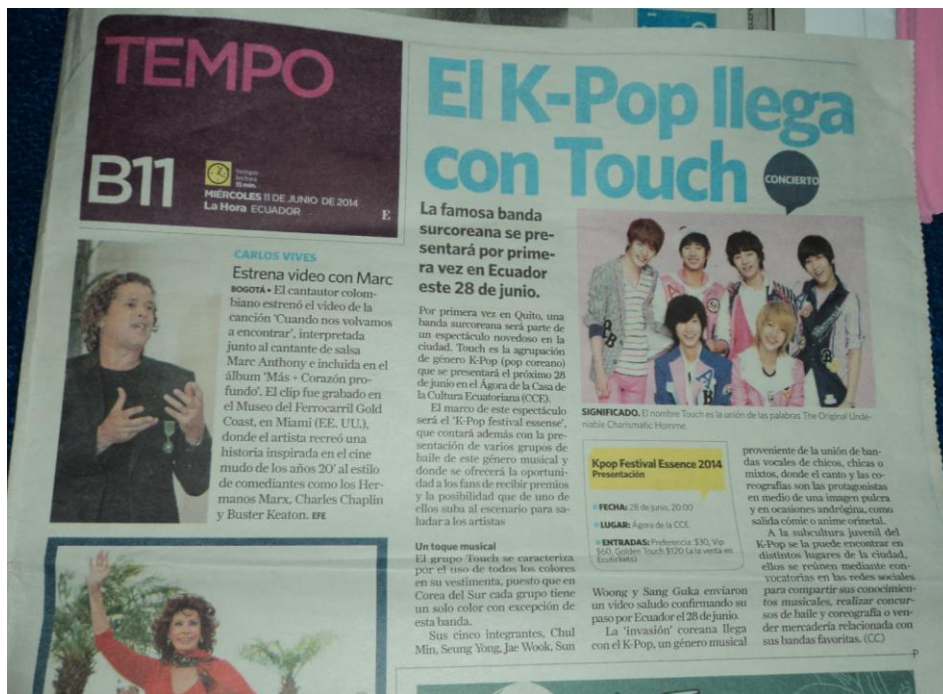 TEMPO
B11
15 min.
MIÉRCOLES 11 DE JUNIO DE 2014
La Hora ECUADOR
E
CARLOS VIVES
Estrena video con Marc
BOGOTÁ • El cantautor colom-
biano estrenó el video de la
canción 'Cuando nos volvamos
a encontrar', interpretada
junto al cantante de salsa
Marc Anthony e incluida en el
álbum 'Más + Corazón pro-
fundo'. El clip fue grabado en
el Museo del Ferrocarril Gold
Coast, en Miami (EE. UU.),
donde el artista recreó una
historia inspirada en el cine
mudo de los años 20' al estilo
de comediantes como los Her-
manos Marx, Charles Chaplin
y Buster Keaton. EFE
El K-Pop llega
con Touch
CONCIERTO
La famosa banda
surcoreana se pre-
sentará por prime-
ra vez en Ecuador
este 28 de junio.
Por primera vez en Quito, una
banda surcoreana será parte de
un espectáculo novedoso en la
ciudad. Touch es la agrupación
de género K-Pop (pop coreano)
que se presentará el próximo 28
de junio en el Ágora de la Casa de
la Cultura Ecuatoriana (CCE).
El marco de este espectáculo
será el 'K-Pop festival essense',
que contará además con la pre-
sentación de varios grupos de
baile de este género musical y
donde se ofrecerá la oportuni-
dad a los fans de recibir premios
y la posibilidad que de uno de
ellos suba al escenario para sa-
ludar a los artistas
Un toque musical
El grupo Touch se caracteriza
por el uso de todos los colores
en su vestimenta, puesto que en
Corea del Sur cada grupo tiene
un solo color con excepción de
esta banda.
Sus cinco integrantes, Chul
Min, Seung Yong, Jae Wook, Sun
SIGNIFICADO. El nombre Touch es la unión de las palabras The Original Unde-
niable Charismatic Homme.
Kpop Festival Essence 2014
Presentación
FECHA: 28 de junio, 20:00
LUGAR: Ágora de la CCE
ENTRADAS: Preferencia: $30, Vip
$60, Golden Touch $120 (a la venta en
Ecutickets)
Woong y Sang Guka enviaron
un video saludo confirmando su
paso por Ecuador el 28 de junio.
La 'invasión' coreana llega
con el K-Pop, un género musical
proveniente de la unión de ban-
das vocales de chicos, chicas o
mixtos, donde el canto y las co-
reografías son las protagonistas
en medio de una imagen pulcra
y en ocasiones andrógina, como
salida cómic o anime orinetal.
A la subcultura juvenil del
K-Pop se la puede encontrar en
distintos lugares de la ciudad,
ellos se reúnen mediante con-
vocatorias en las redes sociales
para compartir sus conocimien-
tos musicales, realizar concur-
sos de baile y coreografía o ven-
der mercadería relacionada con
sus bandas favoritas. (CC)
P